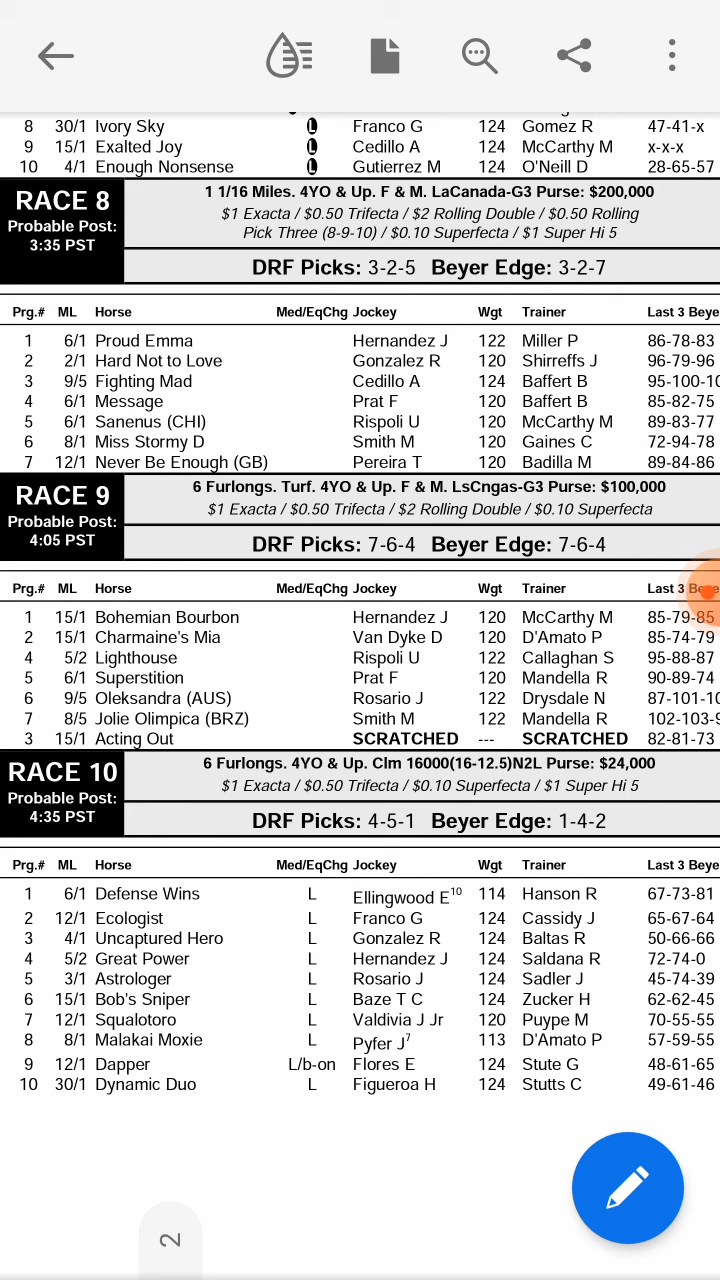 8 30/1 Ivory Sky L Franco G 124 Gomez R 47-41-x
9 15/1 Exalted Joy L Cedillo A 124 McCarthy M x-x-x
10 4/1 Enough Nonsense L Gutierrez M 124 O'Neill D 28-65-57
RACE 8
Probable Post:
3:35 PST
1 1/16 Miles. 4YO & Up. F & M. LaCanada-G3 Purse: $200,000
$1 Exacta / $0.50 Trifecta / $2 Rolling Double / $0.50 Rolling
Pick Three (8-9-10) / $0.10 Superfecta / $1 Super Hi 5
DRF Picks: 3-2-5 Beyer Edge: 3-2-7
Prg.# ML Horse Med/EqChg Jockey Wgt Trainer Last 3 Beye
1 6/1 Proud Emma Hernandez J 122 Miller P 86-78-83
2 2/1 Hard Not to Love Gonzalez R 120 Shirreffs J 96-79-96
3 9/5 Fighting Mad Cedillo A 124 Baffert B 95-100-10
4 6/1 Message Prat F 120 Baffert B 85-82-75
5 6/1 Sanenus (CHI) Rispoli U 120 McCarthy M 89-83-77
6 8/1 Miss Stormy D Smith M 120 Gaines C 72-94-78
7 12/1 Never Be Enough (GB) Pereira T 120 Badilla M 89-84-86
RACE 9
Probable Post:
4:05 PST
6 Furlongs. Turf. 4YO & Up. F & M. LsCngas-G3 Purse: $100,000
$1 Exacta / $0.50 Trifecta / $2 Rolling Double / $0.10 Superfecta
DRF Picks: 7-6-4 Beyer Edge: 7-6-4
Prg.# ML Horse Med/EqChg Jockey Wgt Trainer Last 3 Beye
1 15/1 Bohemian Bourbon Hernandez J 120 McCarthy M 85-79-85
2 15/1 Charmaine's Mia Van Dyke D 120 D'Amato P 85-74-79
4 5/2 Lighthouse Rispoli U 122 Callaghan S 95-88-87
5 6/1 Superstition Prat F 120 Mandella R 90-89-74
6 9/5 Oleksandra (AUS) Rosario J 122 Drysdale N 87-101-10
7 8/5 Jolie Olimpica (BRZ) Smith M 122 Mandella R 102-103-9
3 15/1 Acting Out SCRATCHED --- SCRATCHED 82-81-73
RACE 10
Probable Post:
4:35 PST
6 Furlongs. 4YO & Up. Clm 16000(16-12.5)N2L Purse: $24,000
$1 Exacta / $0.50 Trifecta / $0.10 Superfecta / $1 Super Hi 5
DRF Picks: 4-5-1 Beyer Edge: 1-4-2
Prg.# ML Horse Med/EqChg Jockey Wgt Trainer Last 3 Beye
1 6/1 Defense Wins L Ellingwood E10 114 Hanson R 67-73-81
2 12/1 Ecologist L Franco G 124 Cassidy J 65-67-64
3 4/1 Uncaptured Hero L Gonzalez R 124 Baltas R 50-66-66
4 5/2 Great Power L Hernandez J 124 Saldana R 72-74-0
5 3/1 Astrologer L Rosario J 124 Sadler J 45-74-39
6 15/1 Bob's Sniper L Baze T C 124 Zucker H 62-62-45
7 12/1 Squalotoro L Valdivia J Jr 120 Puype M 70-55-55
8 8/1 Malakai Moxie L Pyfer J7 113 D'Amato P 57-59-55
9 12/1 Dapper L/b-on Flores E 124 Stute G 48-61-65
10 30/1 Dynamic Duo L Figueroa H 124 Stutts C 49-61-46
2